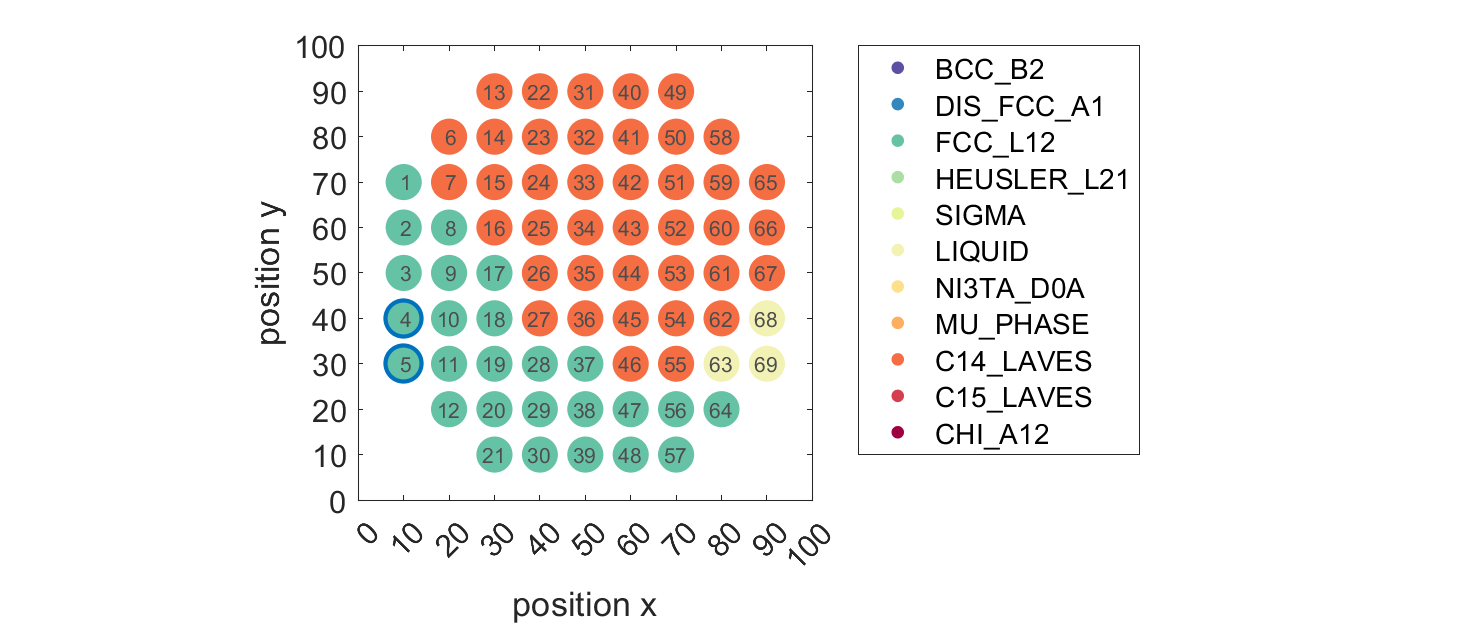 100
90
13 22 31 40 49
80
6 14 23 32 41 50 58
70
1 7 15 24 33 42 51 59 65
60
2 8 16 25 34 43 52 60 66
50
3 9 17 26 35 44 53 61 67
40
4 10 18 27 36 45 54 62 68
30
5 11 19 28 37 46 55 63 69
20
12 20 29 38 47 56 64
10
21 30 39 48 57
0
position y
0 10 20 30 40 50 60 70 80 90 100
position x
BCC_B2
DIS_FCC_A1
FCC_L12
HEUSLER_L21
SIGMA
LIQUID
NI3TA_D0A
MU_PHASE
C14_LAVES
C15_LAVES
CHI_A12